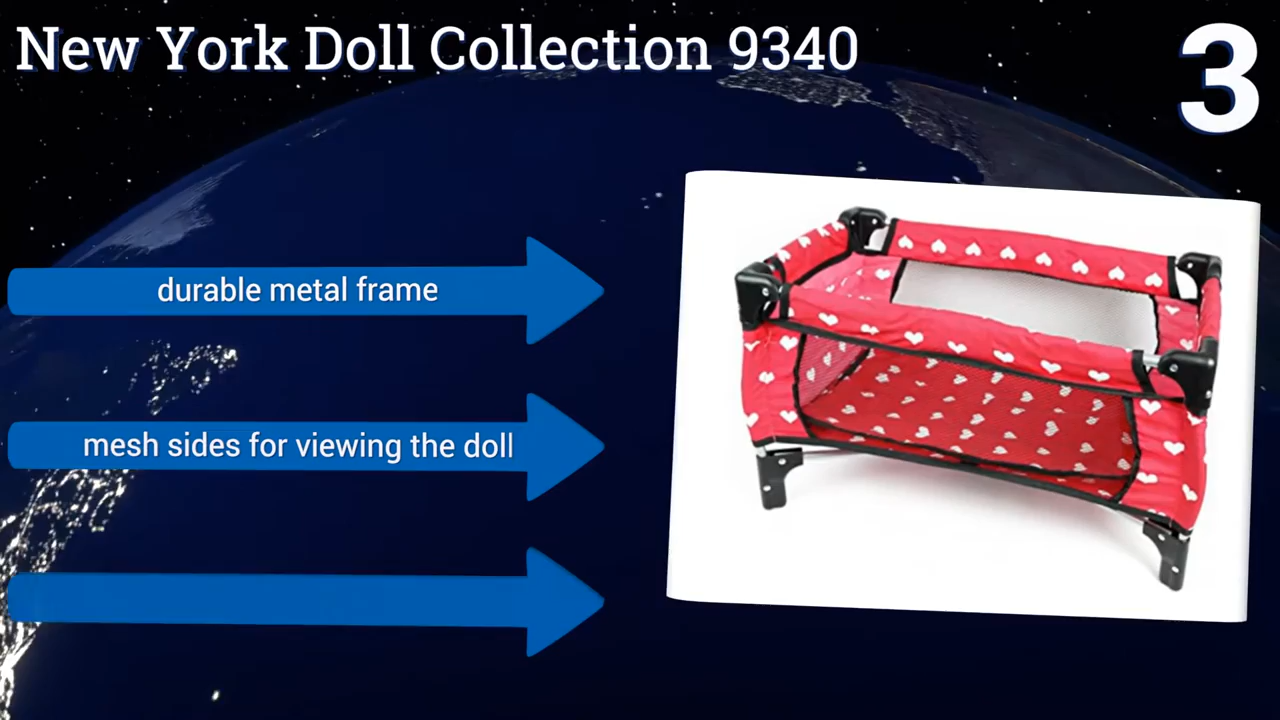 New York Doll Collection 9340
3
durable metal frame
mesh sides for viewing the doll